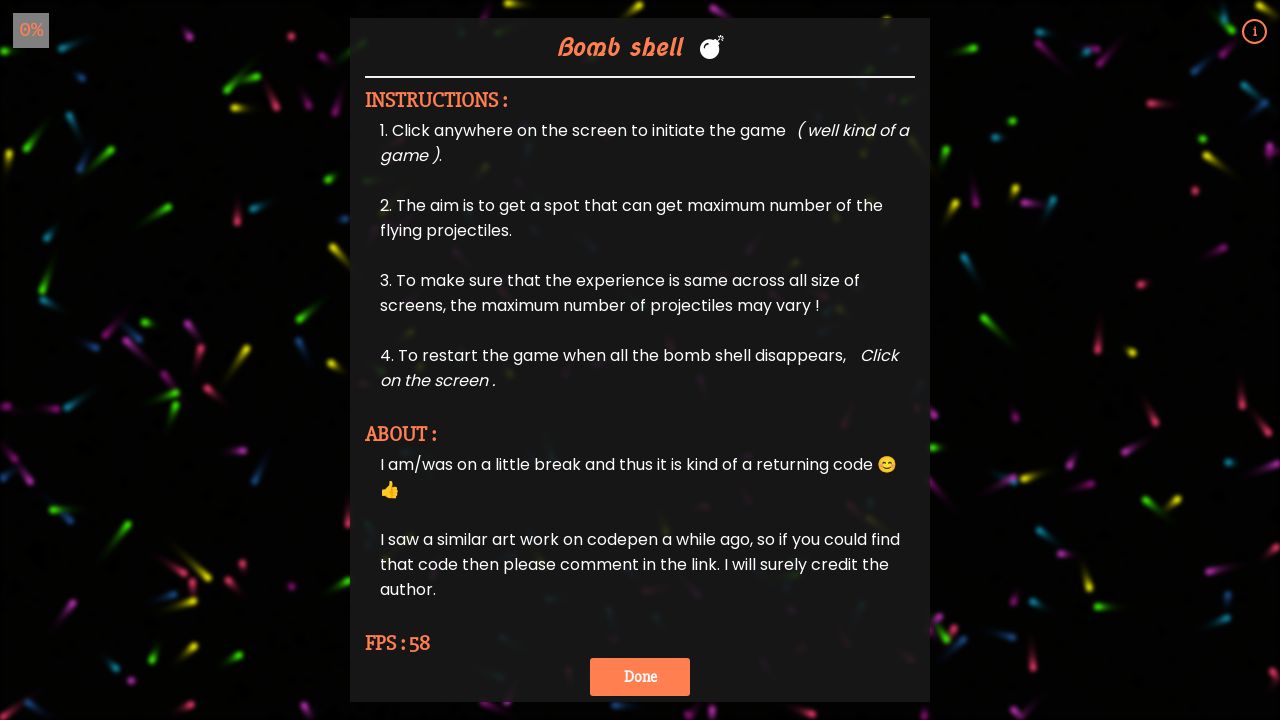 0%
i
Bomb shell 💣
INSTRUCTIONS :
1. Click anywhere on the screen to initiate the game ( well kind of a
game ).
2. The aim is to get a spot that can get maximum number of the
flying projectiles.
3. To make sure that the experience is same across all size of
screens, the maximum number of projectiles may vary !
4. To restart the game when all the bomb shell disappears, Click
on the screen .
ABOUT :
I am/was on a little break and thus it is kind of a returning code 😊
👍
I saw a similar art work on codepen a while ago, so if you could find
that code then please comment in the link. I will surely credit the
author.
FPS : 58
Done